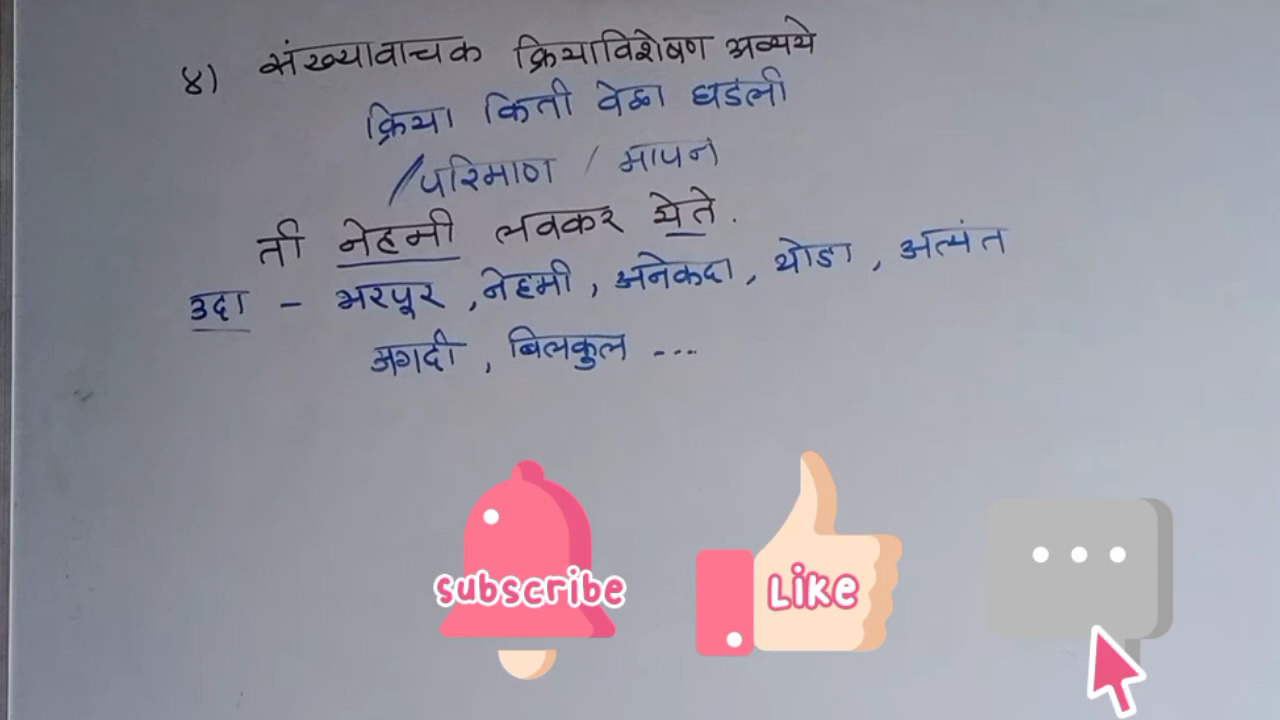 ४) संख्यावाचक क्रियाविशेषण अव्यये
क्रिया किती वेळा घडली
/परिमाण / मापन
ती नेहमी लवकर येते.
उदा – भरपूर , नेहमी , अनेकदा , थोडा , अत्यंत
अगदी , बिलकुल ----
subscribe
LIKE